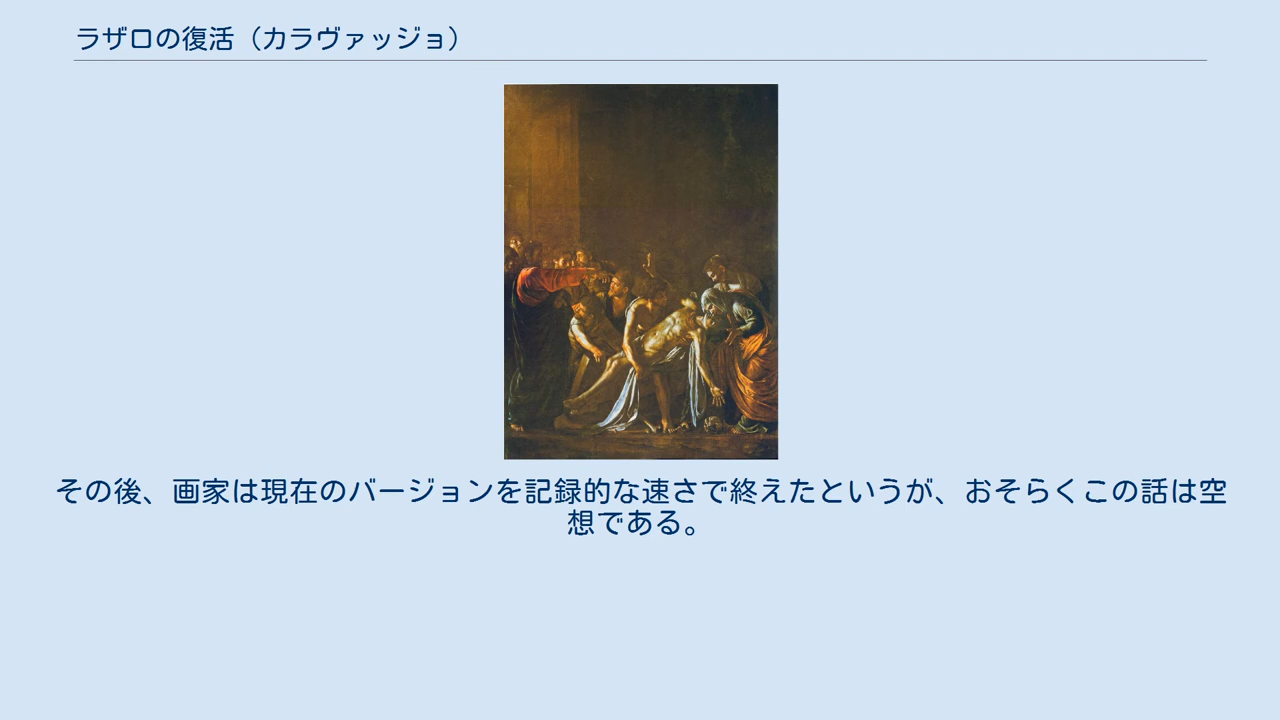 ラザロの復活（カラヴァッジョ）
その後、画家は現在のバージョンを記録的な速さで終えたというが、おそらくこの話は空
想である。